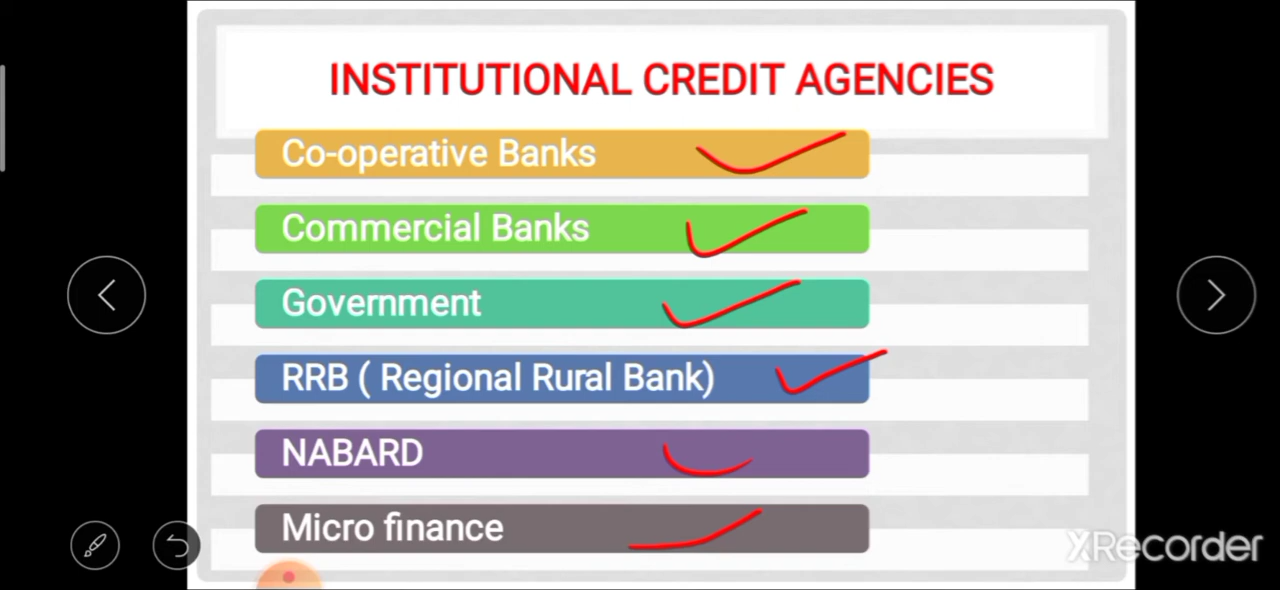 INSTITUTIONAL CREDIT AGENCIES
Co-operative Banks
Commercial Banks
Government
RRB ( Regional Rural Bank)
NABARD
Micro finance
XRecorder